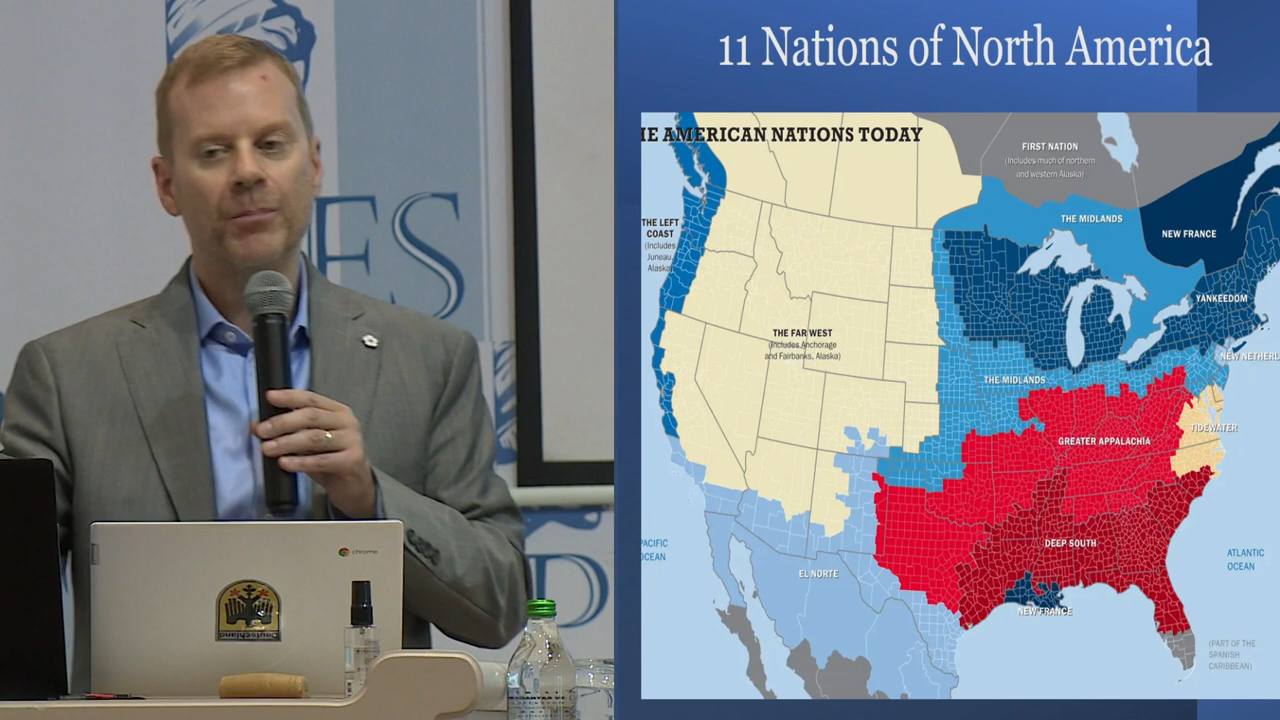 11 Nations of North America
E AMERICAN NATIONS TODAY
FIRST NATION
(Includes much of northern
and western Alaska)
THE LEFT
COAST
(Includes
Juneau,
Alaska)
THE MIDLANDS
NEW FRANCE
YANKEEDOM
THE FAR WEST
(Includes Anchorage
and Fairbanks, Alaska)
NEW NETHERL
THE MIDLANDS
TIDEWATER
GREATER APPALACHIA
DEEP SOUTH
PACIFIC
OCEAN
EL NORTE
ATLANTIC
OCEAN
NEW FRANCE
(PART OF THE
SPANISH
CARIBBEAN)
ES
D
chrome
Deutschland